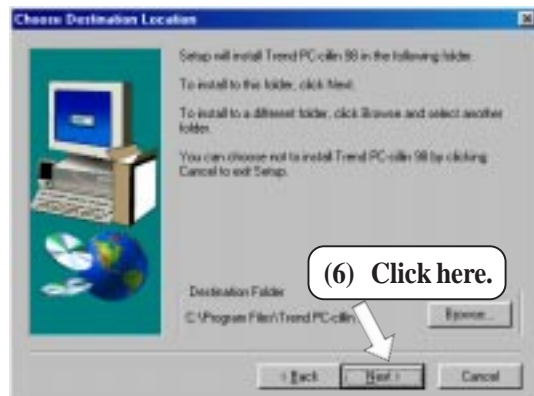 Choose Destination Location
Setup will install Trend PC-cillin 98 in the following folder.
To install to this folder, click Next.
To install to a different folder, click Browse and select another
folder.
You can choose not to install Trend PC-cillin 98 by clicking
Cancel to exit Setup.
(6) Click here.
Destination Folder
C:\Program Files\Trend PC-cillin
Browse...
< Back
Next >
Cancel